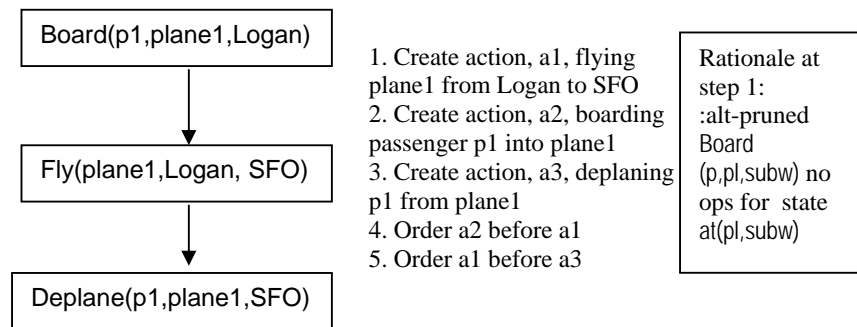 Board(p1,plane1,Logan)
Fly(plane1,Logan, SFO)
Deplane(p1,plane1,SFO)
1. Create action, a1, flying
plane1 from Logan to SFO
2. Create action, a2, boarding
passenger p1 into plane1
3. Create action, a3, deplaning
p1 from plane1
4. Order a2 before a1
5. Order a1 before a3
Rationale at
step 1:
:alt-pruned
Board
(p,pl,subw) no
ops for state
at(pl,subw)